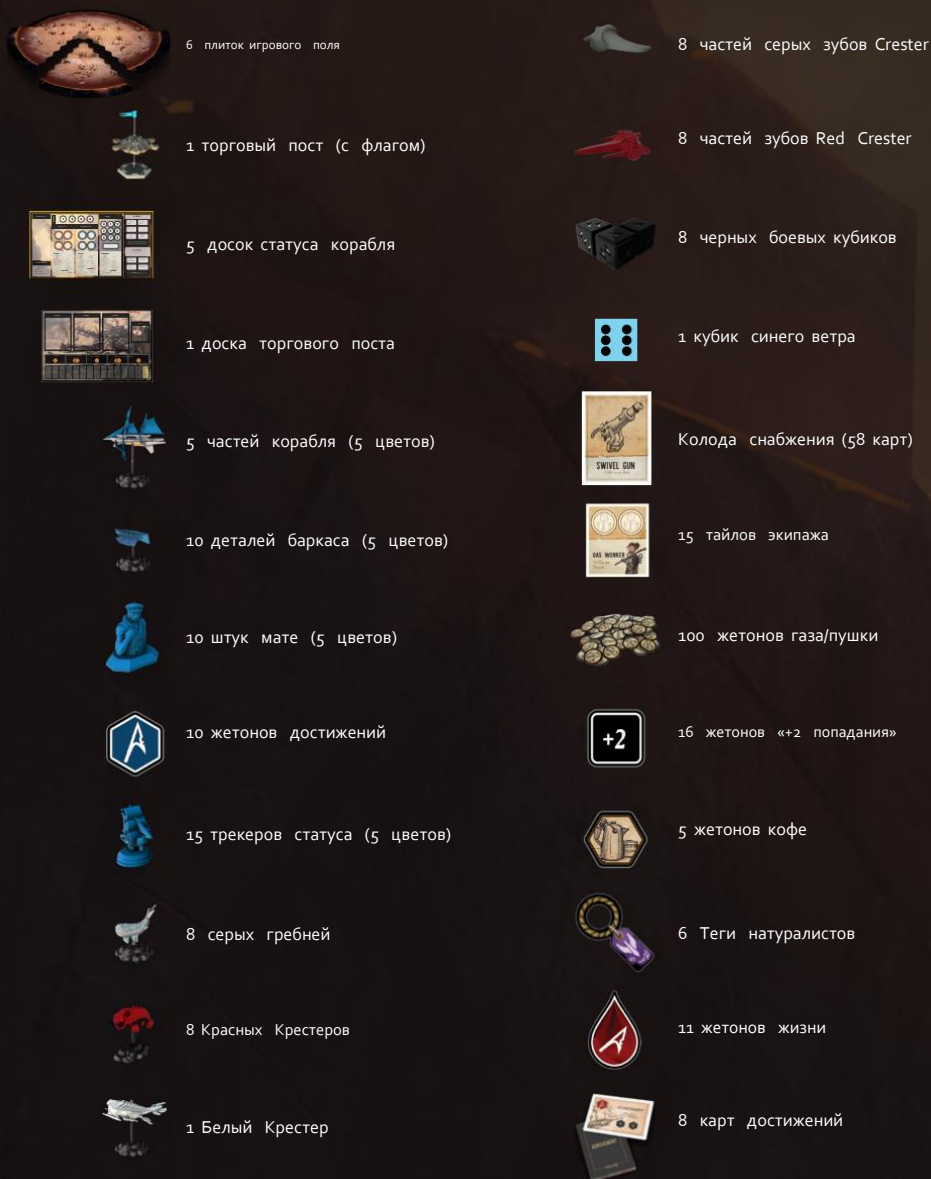 6 плиток игрового поля
1 торговый пост (с флагом)
5 досок статуса корабля
1 доска торгового поста
5 частей корабля (5 цветов)
10 деталей баркаса (5 цветов)
10 штук мате (5 цветов)
10 жетонов достижений
15 трекеров статуса (5 цветов)
8 серых гребней
8 Красных Крестеров
1 Белый Крестер
8 частей серых зубов Crester
8 частей зубов Red Crester
8 черных боевых кубиков
1 кубик синего ветра
SWIVEL GUN
Колода снабжения (58 карт)
GAS WORKER
15 тайлов экипажа
100 жетонов газа/пушки
+2
16 жетонов «+2 попадания»
5 жетонов кофе
6 Теги натуралистов
11 жетонов жизни
8 карт достижений